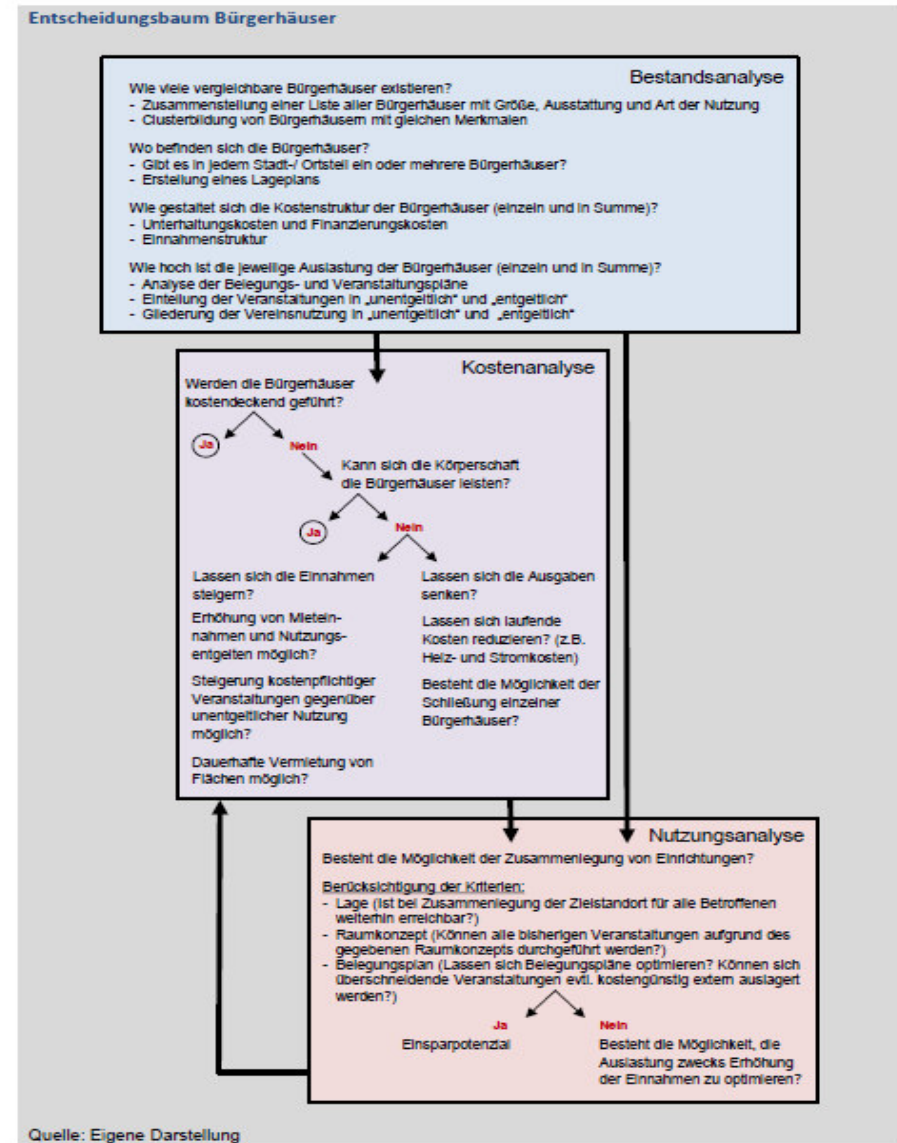 Entscheidungsbaum Bürgerhäuser
Bestandsanalyse
Wie viele vergleichbare Bürgerhäuser existieren?
- Zusammenstellung einer Liste aller Bürgerhäuser mit Größe, Ausstattung und Art der Nutzung
- Clusterbildung von Bürgerhäusern mit gleichen Merkmalen
Wo befinden sich die Bürgerhäuser?
- Gibt es in jedem Stadt-/ Ortsteil ein oder mehrere Bürgerhäuser?
- Erstellung eines Lageplans
Wie gestaltet sich die Kostenstruktur der Bürgerhäuser (einzeln und in Summe)?
- Unterhaltungskosten und Finanzierungskosten
- Einnahmenstruktur
Wie hoch ist die jeweilige Auslastung der Bürgerhäuser (einzeln und in Summe)?
- Analyse der Belegungs- und Veranstaltungspläne
- Einteilung der Veranstaltungen in „unentgeltlich“ und „entgeltlich“
- Gliederung der Vereinsnutzung in „unentgeltlich“ und „entgeltlich“
Kostenanalyse
Werden die Bürgerhäuser
kostendeckend geführt?
Ja
Nein
Kann sich die Körperschaft
die Bürgerhäuser leisten?
Ja
Nein
Lassen sich die Einnahmen
steigern?
Erhöhung von Mietein-
nahmen und Nutzungs-
entgelten möglich?
Steigerung kostenpflichtiger
Veranstaltungen gegenüber
unentgeltlicher Nutzung
möglich?
Dauerhafte Vermietung von
Flächen möglich?
Lassen sich die Ausgaben
senken?
Lassen sich laufende
Kosten reduzieren? (z.B.
Heiz- und Stromkosten)
Besteht die Möglichkeit der
Schließung einzelner
Bürgerhäuser?
Nutzungsanalyse
Besteht die Möglichkeit der Zusammenlegung von Einrichtungen?
Berücksichtigung der Kriterien:
- Lage (Ist bei Zusammenlegung der Zielstandort für alle Betroffenen
weiterhin erreichbar?)
- Raumkonzept (Können alle bisherigen Veranstaltungen aufgrund des
gegebenen Raumkonzepts durchgeführt werden?)
- Belegungsplan (Lassen sich Belegungspläne optimieren? Können sich
überschneidende Veranstaltungen evtl. kostengünstig extern auslagert
werden?)
Ja
Einsparpotenzial
Nein
Besteht die Möglichkeit, die
Auslastung zwecks Erhöhung
der Einnahmen zu optimieren?
Quelle: Eigene Darstellung